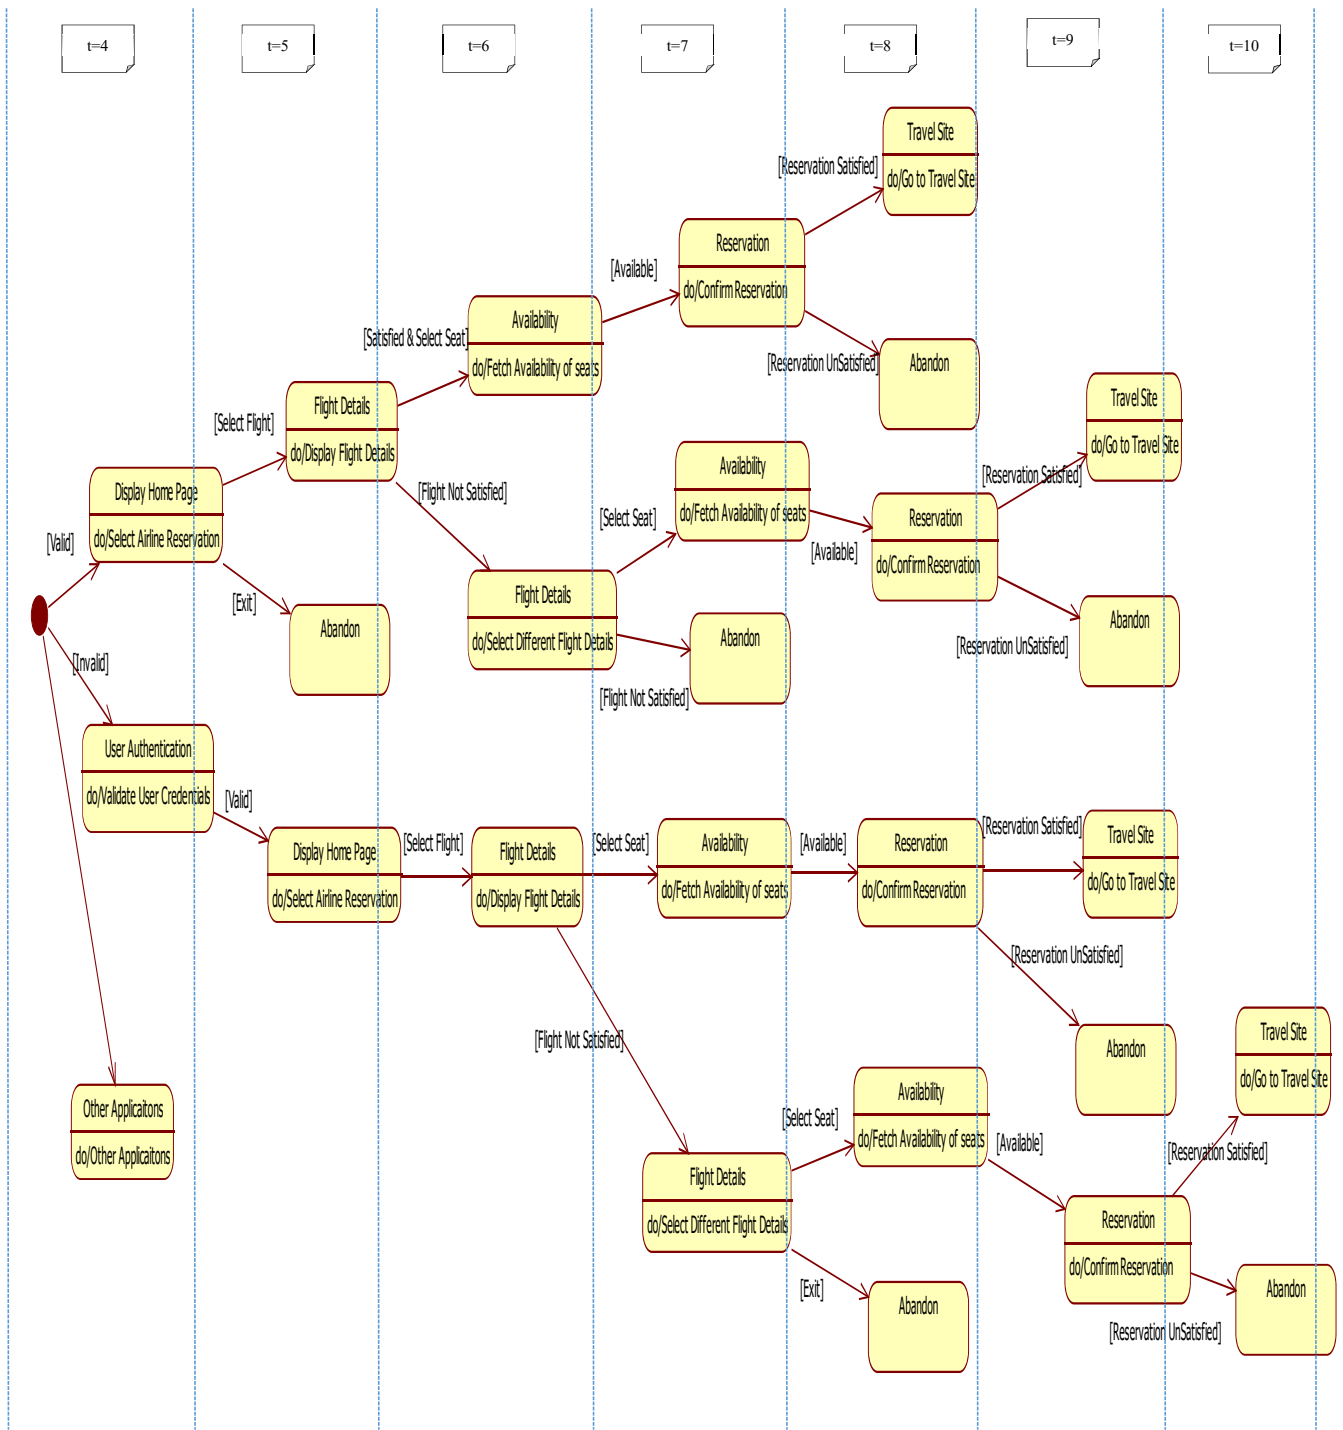 t=4
t=5
t=6
t=7
t=8
t=9
t=10
Travel Site
do/Go to Travel Site
[Reservation Satisfied]
Reservation
do/Confirm Reservation
[Available]
[Reservation UnSatisfied]
Abandon
Availability
do/Fetch Availability of seats
[Satisfied & Select Seat]
Flight Details
do/Display Flight Details
[Select Flight]
Travel Site
do/Go to Travel Site
[Reservation Satisfied]
Availability
do/Fetch Availability of seats
[Flight Not Satisfied]
[Select Seat]
Display Home Page
do/Select Airline Reservation
[Valid]
Reservation
do/Confirm Reservation
[Available]
[Exit]
Abandon
Flight Details
do/Select Different Flight Details
Abandon
[Flight Not Satisfied]
Abandon
[Reservation UnSatisfied]
[Invalid]
User Authentication
do/Validate User Credentials
[Valid]
Display Home Page
do/Select Airline Reservation
[Select Flight]
Flight Details
do/Display Flight Details
[Select Seat]
Availability
do/Fetch Availability of seats
[Available]
Reservation
do/Confirm Reservation
[Reservation Satisfied]
Travel Site
do/Go to Travel Site
[Reservation UnSatisfied]
Abandon
[Flight Not Satisfied]
Travel Site
do/Go to Travel Site
Other Applicaitons
do/Other Applicaitons
Availability
do/Fetch Availability of seats
[Select Seat]
[Available]
[Reservation Satisfied]
Flight Details
do/Select Different Flight Details
Reservation
do/Confirm Reservation
[Exit]
Abandon
Abandon
[Reservation UnSatisfied]